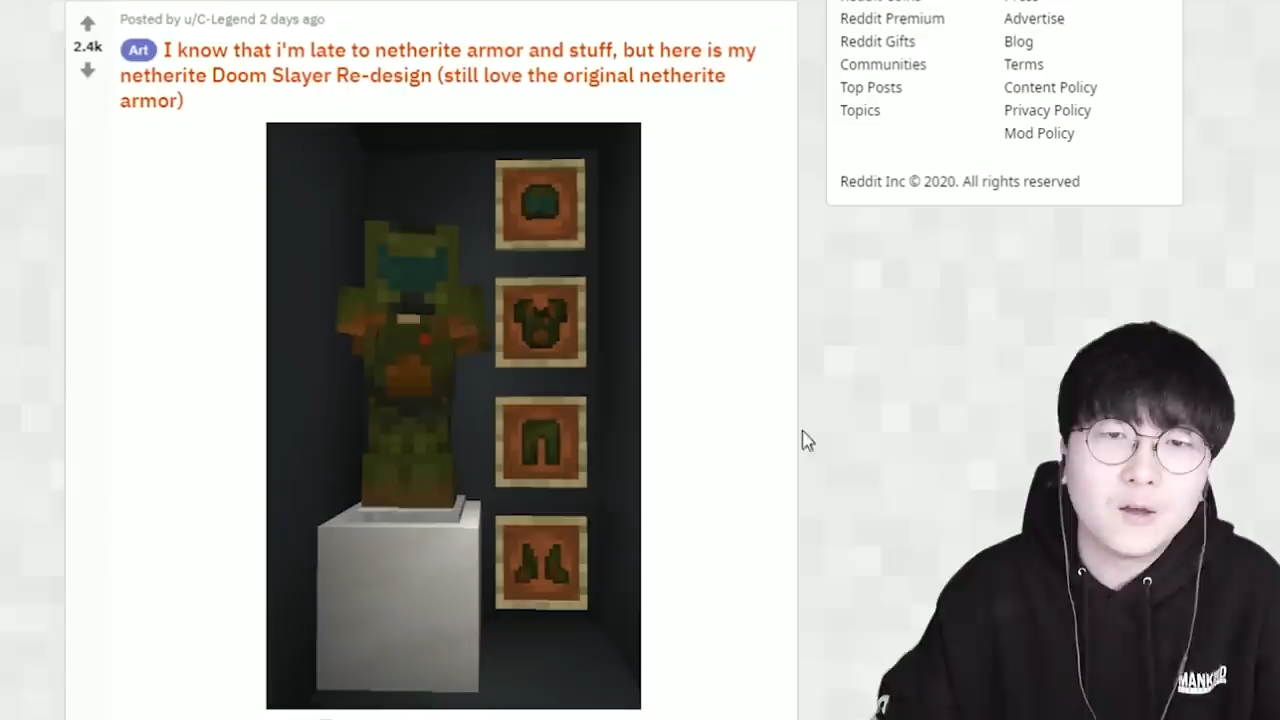 Posted by u/C-Legend 2 days ago
2.4k
Art I know that i'm late to netherite armor and stuff, but here is my
netherite Doom Slayer Re-design (still love the original netherite
armor)
Reddit Premium
Reddit Gifts
Communities
Top Posts
Topics
Advertise
Blog
Terms
Content Policy
Privacy Policy
Mod Policy
Reddit Inc © 2020. All rights reserved
MANKIND